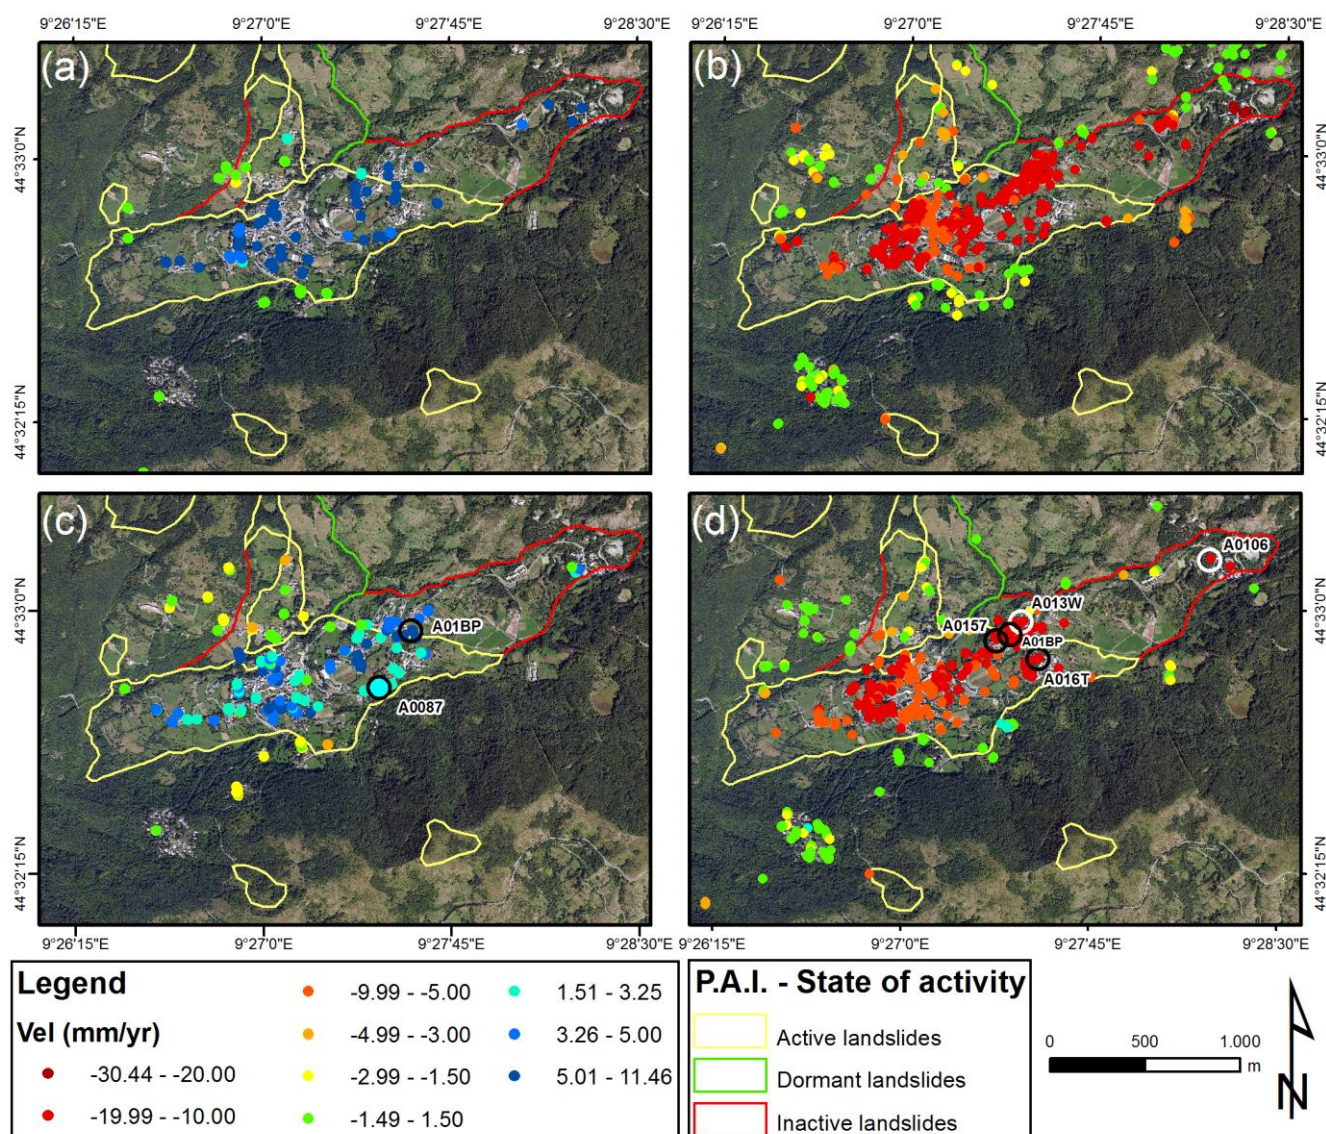 9°26'15"E 9°27'0"E 9°27'45"E 9°28'30"E 9°26'15"E 9°27'0"E 9°27'45"E 9°28'30"E
(a) (b)
44°33'0"N 44°33'0"N
44°32'15"N 44°32'15"N
(c) (d)
A0106
A013W
A0157
A01BP A01BP
A016T
A0087
44°33'0"N 44°33'0"N
44°32'15"N 44°32'15"N
9°26'15"E 9°27'0"E 9°27'45"E 9°28'30"E 9°26'15"E 9°27'0"E 9°27'45"E 9°28'30"E
Legend
Vel (mm/yr)
-30.44 - -20.00
-19.99 - -10.00
-9.99 - -5.00
-4.99 - -3.00
-2.99 - -1.50
-1.49 - 1.50
1.51 - 3.25
3.26 - 5.00
5.01 - 11.46
P.A.I. - State of activity
Active landslides
Dormant landslides
Inactive landslides
0 500 1.000
m
N